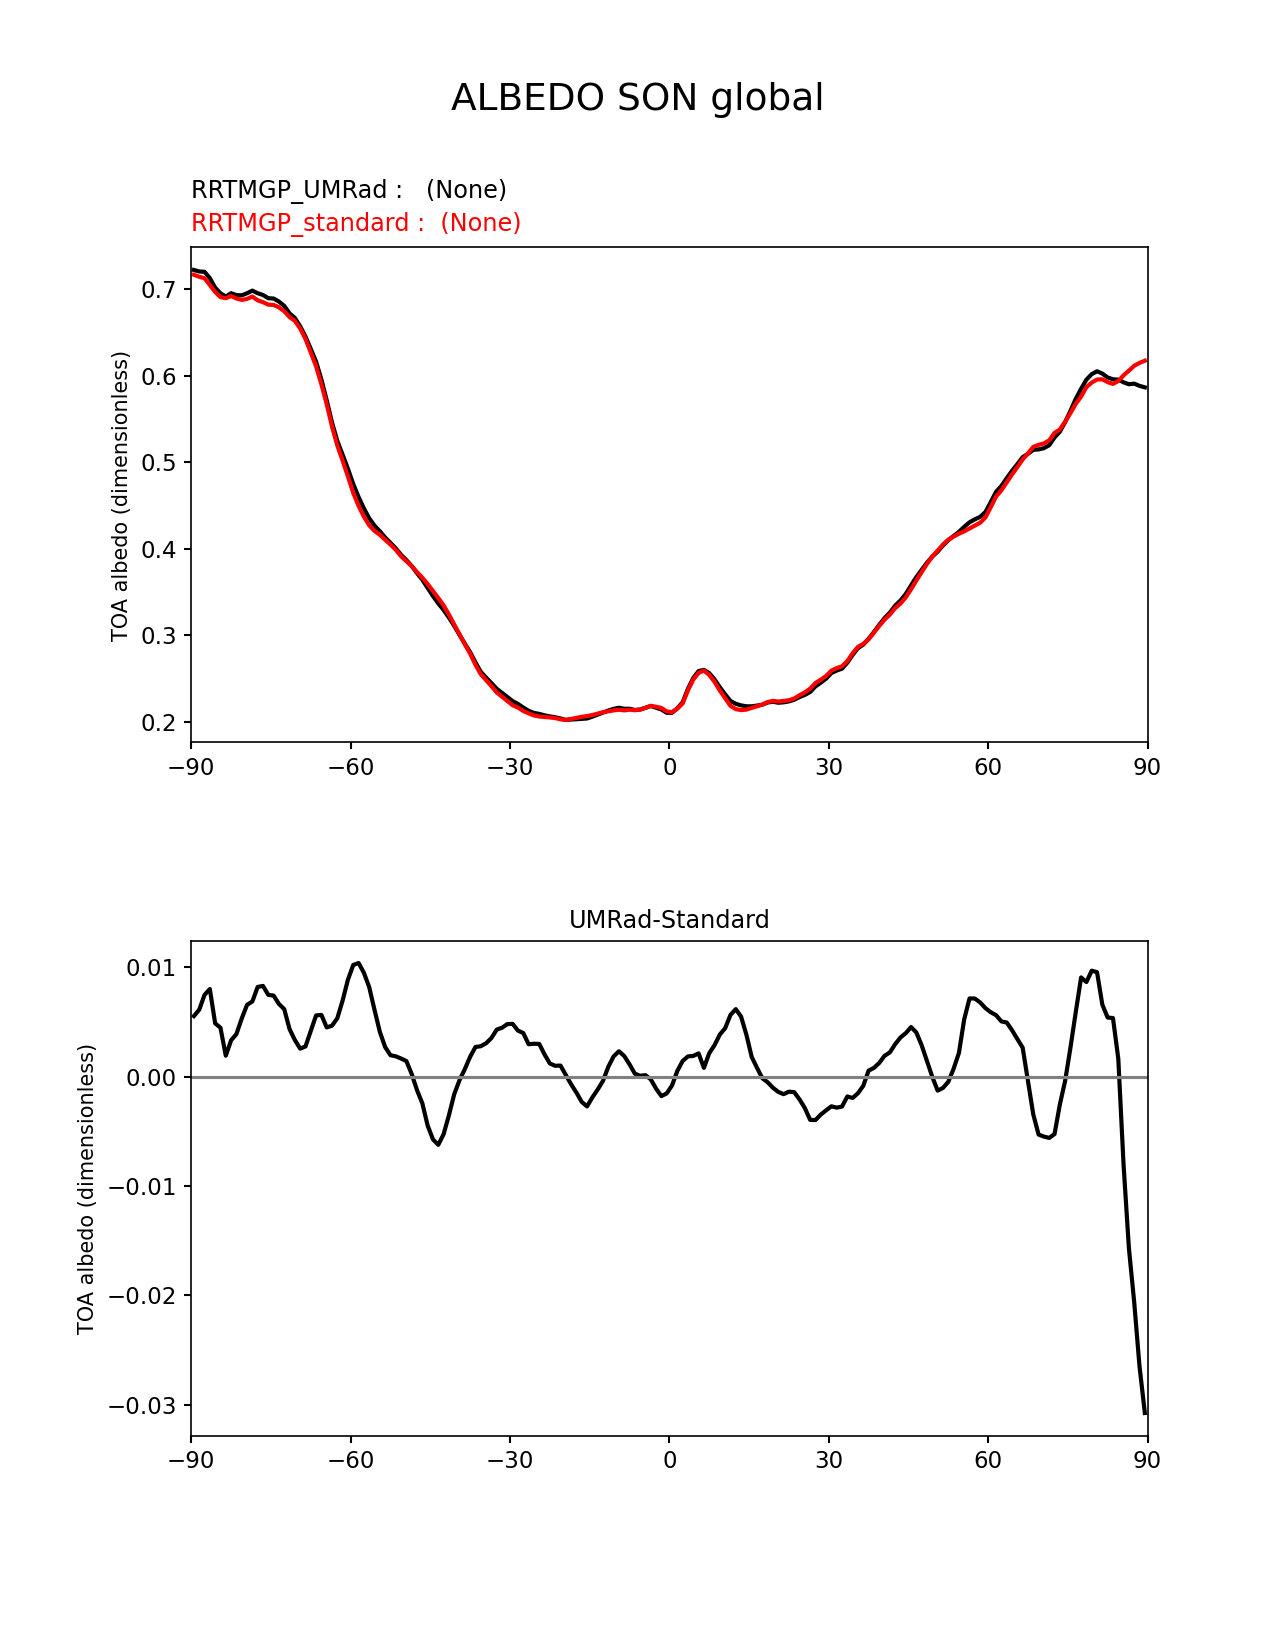 ALBEDO SON global
RRTMGP_UMRad :   (None)
RRTMGP_standard :  (None)
TOA albedo (dimensionless)
0.7
0.6
0.5
0.4
0.3
0.2
−90 −60 −30 0 30 60 90
UMRad-Standard
TOA albedo (dimensionless)
0.01
0.00
−0.01
−0.02
−0.03
−90 −60 −30 0 30 60 90